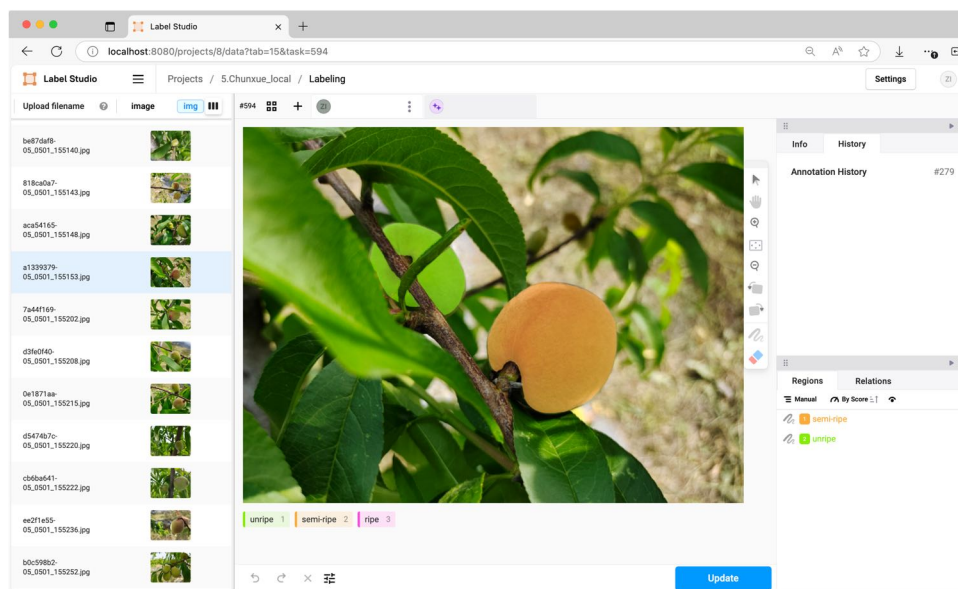 Label Studio
localhost:8080/projects/8/data?tab=15&task=594
Label Studio
Projects / 5.Chunxue_local / Labeling
Settings
ZI
Upload filename
image
img
#594
ZI
be87daf8-
05_0501_155140.jpg
818ca0a7-
05_0501_155143.jpg
aca54165-
05_0501_155148.jpg
a1339379-
05_0501_155153.jpg
7a44f169-
05_0501_155202.jpg
d3fe0f40-
05_0501_155208.jpg
0e1871aa-
05_0501_155215.jpg
d5474b7c-
05_0501_155220.jpg
cb6ba641-
05_0501_155222.jpg
ee2f1e55-
05_0501_155236.jpg
b0c598b2-
05_0501_155252.jpg
unripe 1
semi-ripe 2
ripe 3
Update
Info
History
Annotation History
#279
Regions
Relations
Manual
By Score
1 semi-ripe
2 unripe